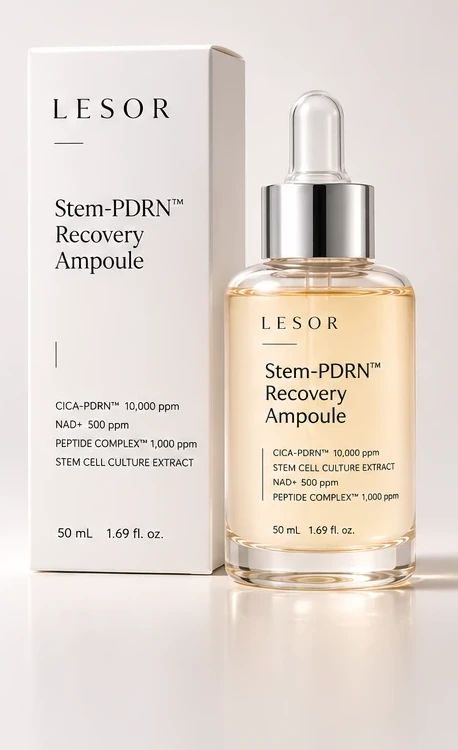 LESOR
Stem-PDRN™
Recovery
Ampoule
CICA-PDRN™ 10,000 ppm
NAD+ 500 ppm
PEPTIDE COMPLEX™ 1,000 ppm
STEM CELL CULTURE EXTRACT
50 mL 1.69 fl. oz.
LESOR
Stem-PDRN™
Recovery
Ampoule
CICA-PDRN™ 10,000 ppm
STEM CELL CULTURE EXTRACT
NAD+ 500 ppm
PEPTIDE COMPLEX™ 1,000 ppm
50 mL 1.69 fl. oz.